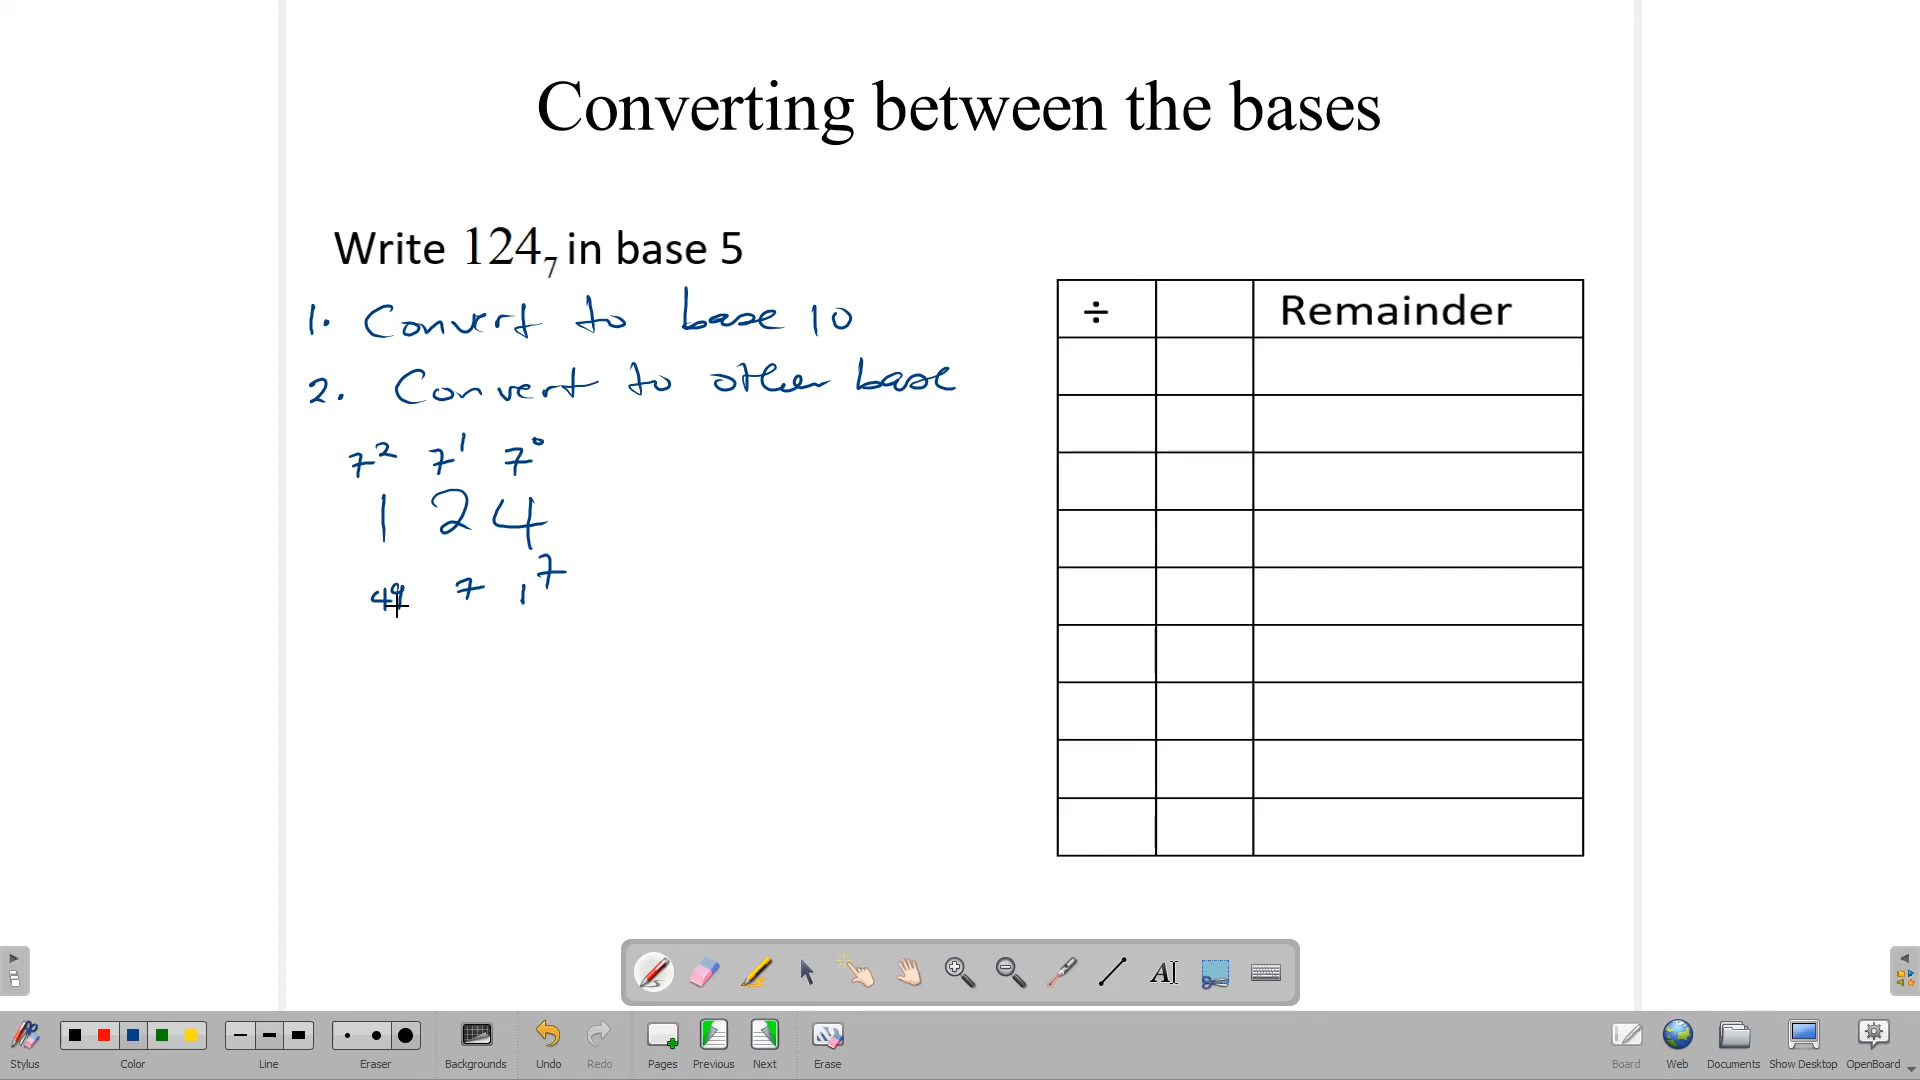 Converting between the bases
Write 124₇ in base 5
1. Convert to base 10
2. Convert to other base
7² 7¹ 7⁰
1 2 4
7
49 7 1
÷ Remainder
AI
Stylus Color Line Eraser Backgrounds Undo Redo Pages Previous Next Erase Board Web Documents Show Desktop OpenBoard